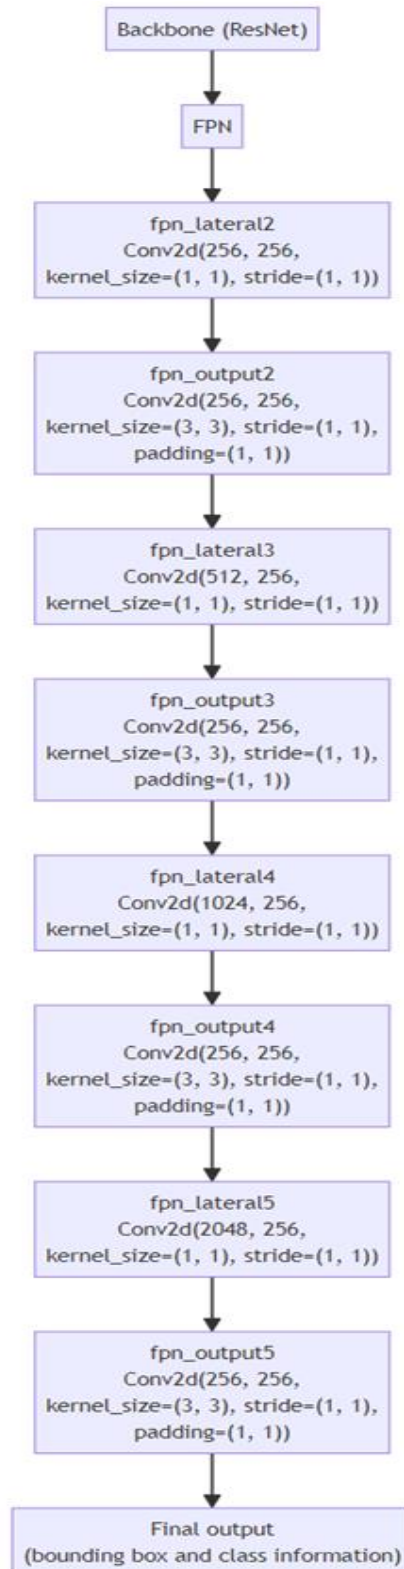 Backbone (ResNet)
FPN
fpn_lateral2
Conv2d(256, 256,
kernel_size=(1, 1), stride=(1, 1))
fpn_output2
Conv2d(256, 256,
kernel_size=(3, 3), stride=(1, 1),
padding=(1, 1))
fpn_lateral3
Conv2d(512, 256,
kernel_size=(1, 1), stride=(1, 1))
fpn_output3
Conv2d(256, 256,
kernel_size=(3, 3), stride=(1, 1),
padding=(1, 1))
fpn_lateral4
Conv2d(1024, 256,
kernel_size=(1, 1), stride=(1, 1))
fpn_output4
Conv2d(256, 256,
kernel_size=(3, 3), stride=(1, 1),
padding=(1, 1))
fpn_lateral5
Conv2d(2048, 256,
kernel_size=(1, 1), stride=(1, 1))
fpn_output5
Conv2d(256, 256,
kernel_size=(3, 3), stride=(1, 1),
padding=(1, 1))
Final output
(bounding box and class information)